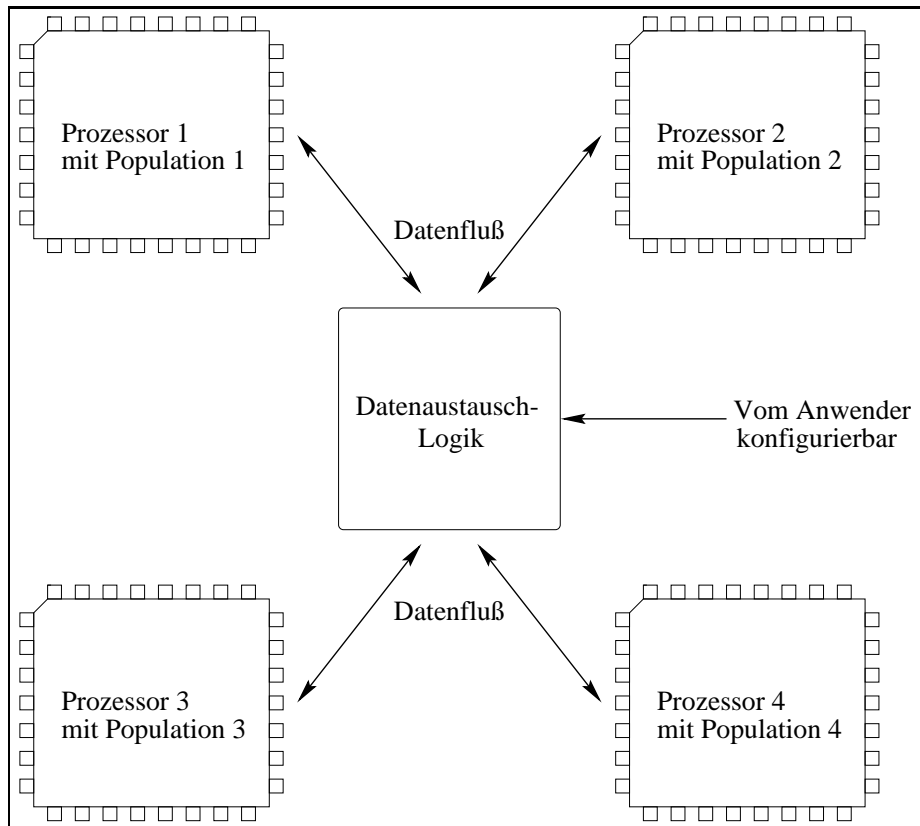 Prozessor 1
mit Population 1
Prozessor 2
mit Population 2
Datenfluß
Datenaustausch-
Logik
Vom Anwender
konfigurierbar
Datenfluß
Prozessor 3
mit Population 3
Prozessor 4
mit Population 4